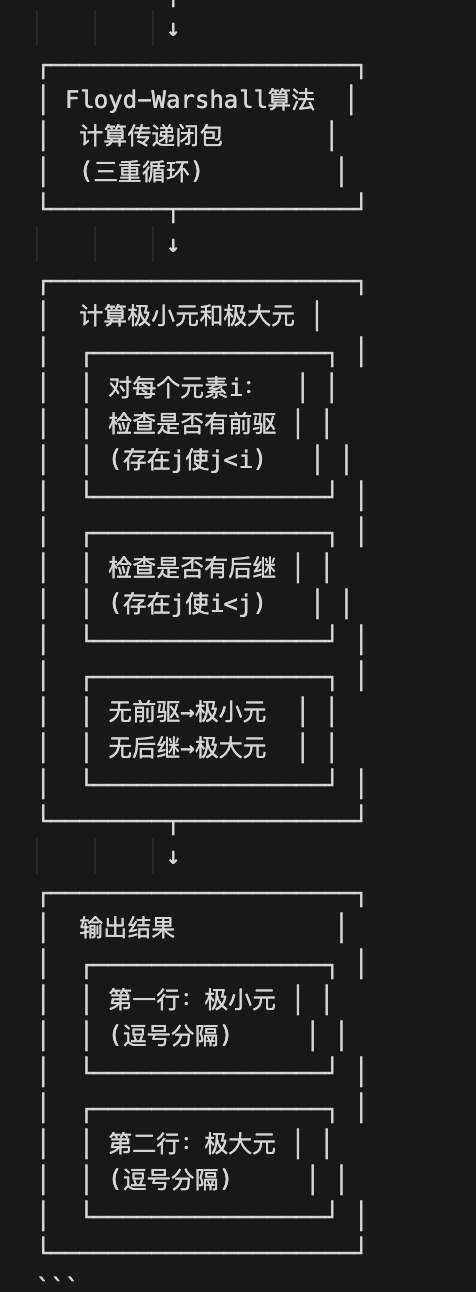 ↓
Floyd-Warshall算法
计算传递闭包
(三重循环)
↓
计算极小元和极大元
对每个元素i:
检查是否有前驱
(存在j使j<i)
检查是否有后继
(存在j使i<j)
无前驱→极小元
无后继→极大元
↓
输出结果
第一行: 极小元
(逗号分隔)
第二行: 极大元
(逗号分隔)
```